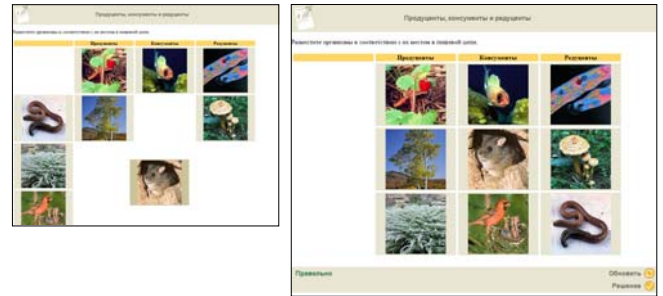 Продуценты, консументы и редуценты
Разместите организмы в соответствии с их местом в пищевой цепи.
Продуценты Консументы Редуценты
Продуценты, консументы и редуценты
Разместите организмы в соответствии с их местом в пищевой цепи.
Продуценты Консументы Редуценты
Правильно
Обновить
Решение